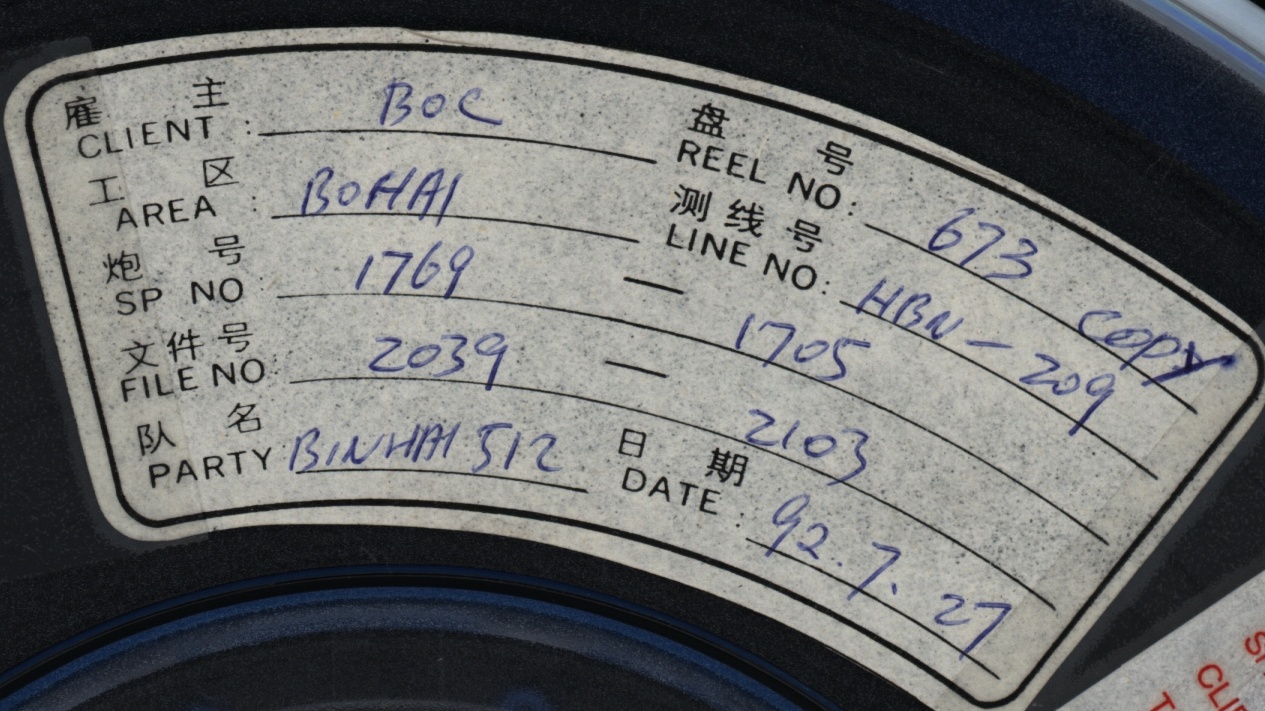 雇 主
CLIENT : BOC
盘 号
REEL NO: 673 COPY
工 区
AREA : BOHAI
测 线 号
LINE NO: HBN-209
炮 号
SP NO : 1769 — 1705
文 件 号
FILE NO: 2039 — 2103
队 名
PARTY BINHAI 512
日 期
DATE : 92.7.27